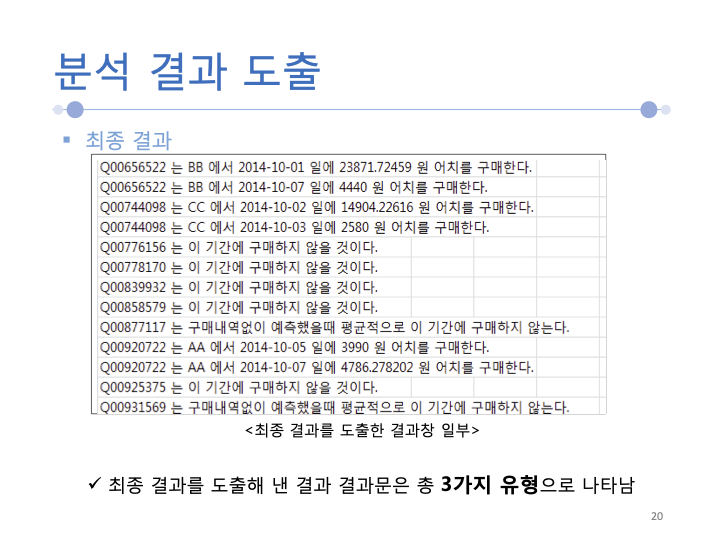 분석 결과 도출
▪ 최종 결과
Q00656522 는 BB 에서 2014-10-01 일에 23871.72459 원 어치를 구매한다.
Q00656522 는 BB 에서 2014-10-07 일에 4440 원 어치를 구매한다.
Q00744098 는 CC 에서 2014-10-02 일에 14904.22616 원 어치를 구매한다.
Q00744098 는 CC 에서 2014-10-03 일에 2580 원 어치를 구매한다.
Q00776156 는 이 기간에 구매하지 않을 것이다.
Q00778170 는 이 기간에 구매하지 않을 것이다.
Q00839932 는 이 기간에 구매하지 않을 것이다.
Q00858579 는 이 기간에 구매하지 않을 것이다.
Q00877117 는 구매내역없이 예측했을때 평균적으로 이 기간에 구매하지 않는다.
Q00920722 는 AA 에서 2014-10-05 일에 3990 원 어치를 구매한다.
Q00920722 는 AA 에서 2014-10-07 일에 4786.278202 원 어치를 구매한다.
Q00925375 는 이 기간에 구매하지 않을 것이다.
Q00931569 는 구매내역없이 예측했을때 평균적으로 이 기간에 구매하지 않는다.
<최종 결과를 도출한 결과창 일부>
✓ 최종 결과를 도출해 낸 결과 결과문은 총 3가지 유형으로 나타남
20